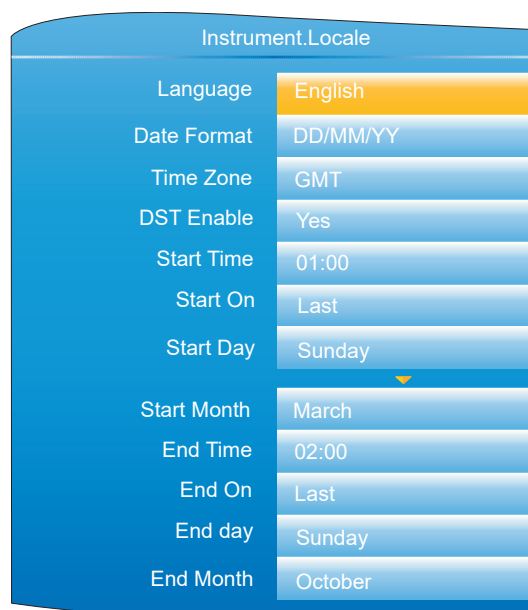 Instrument.Locale
Language English
Date Format DD/MM/YY
Time Zone GMT
DST Enable Yes
Start Time 01:00
Start On Last
Start Day Sunday
Start Month March
End Time 02:00
End On Last
End day Sunday
End Month October